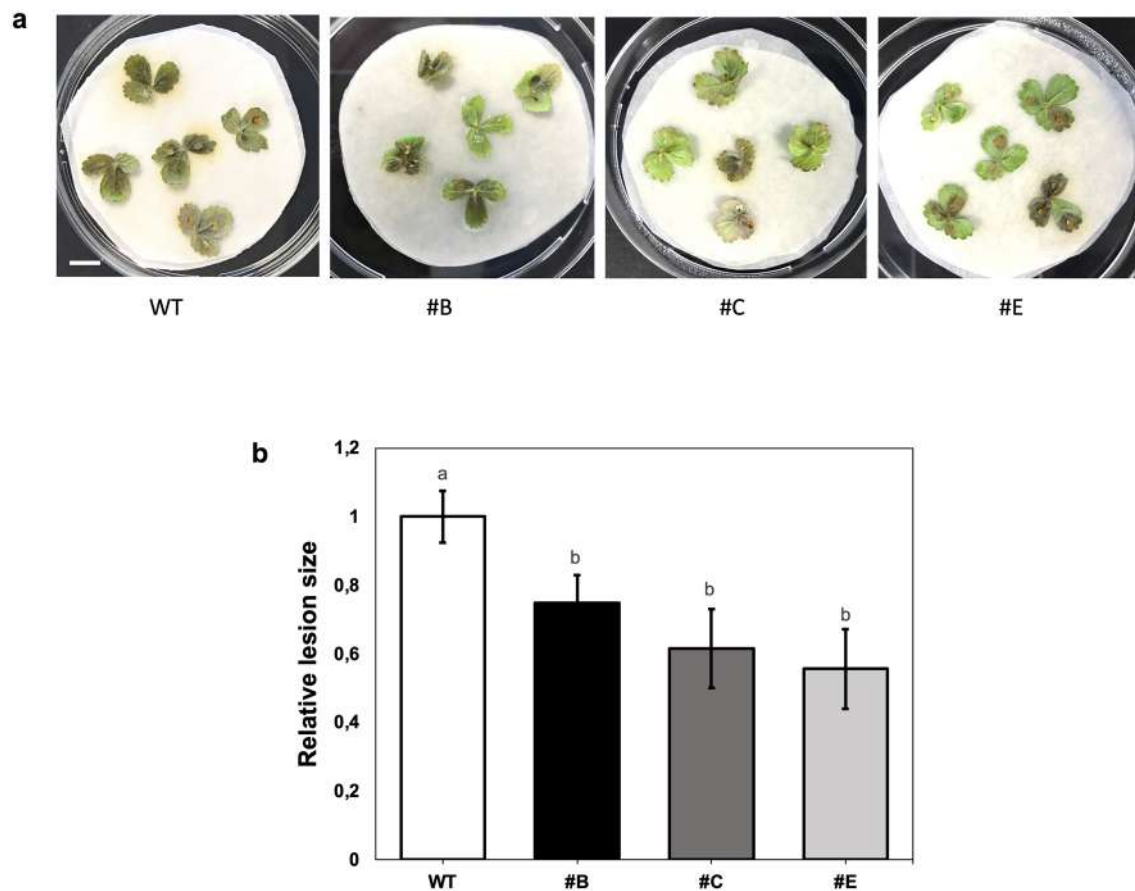 a
WT #B #C #E
b
1,2
a
1
b
0,8
b
b
0,6
0,4
0,2
0
Relative lesion size
WT #B #C #E